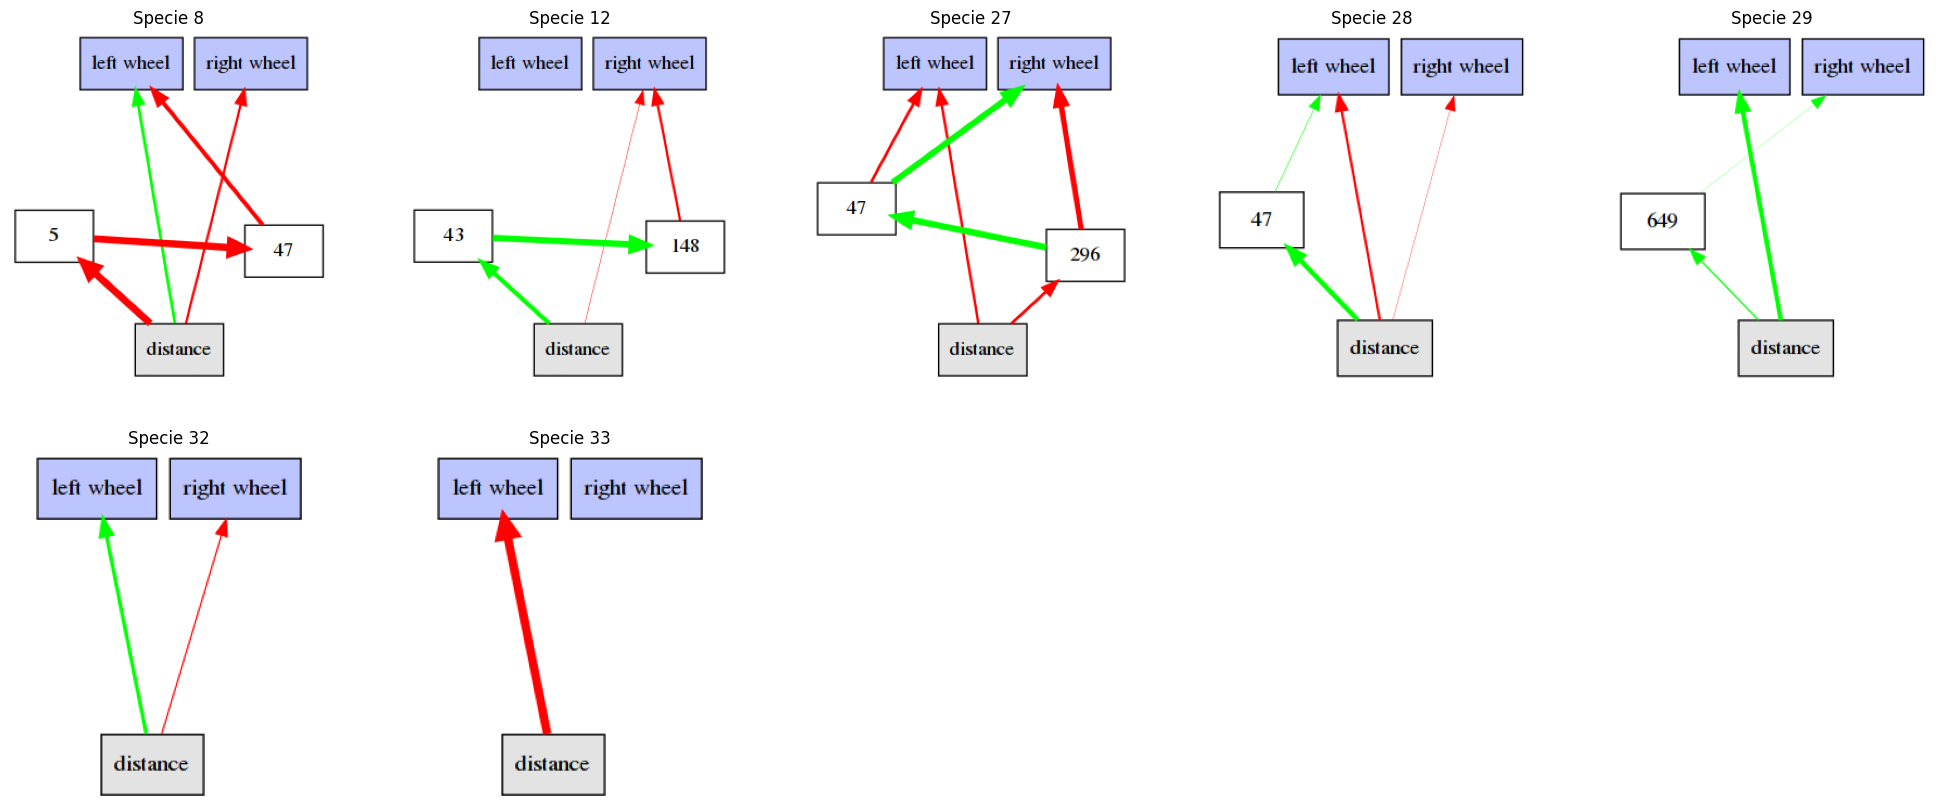 Specie 8
left wheel right wheel
5
47
distance
Specie 12
left wheel right wheel
43
148
distance
Specie 27
left wheel right wheel
47
296
distance
Specie 28
left wheel right wheel
47
distance
Specie 29
left wheel right wheel
649
distance
Specie 32
left wheel right wheel
distance
Specie 33
left wheel right wheel
distance